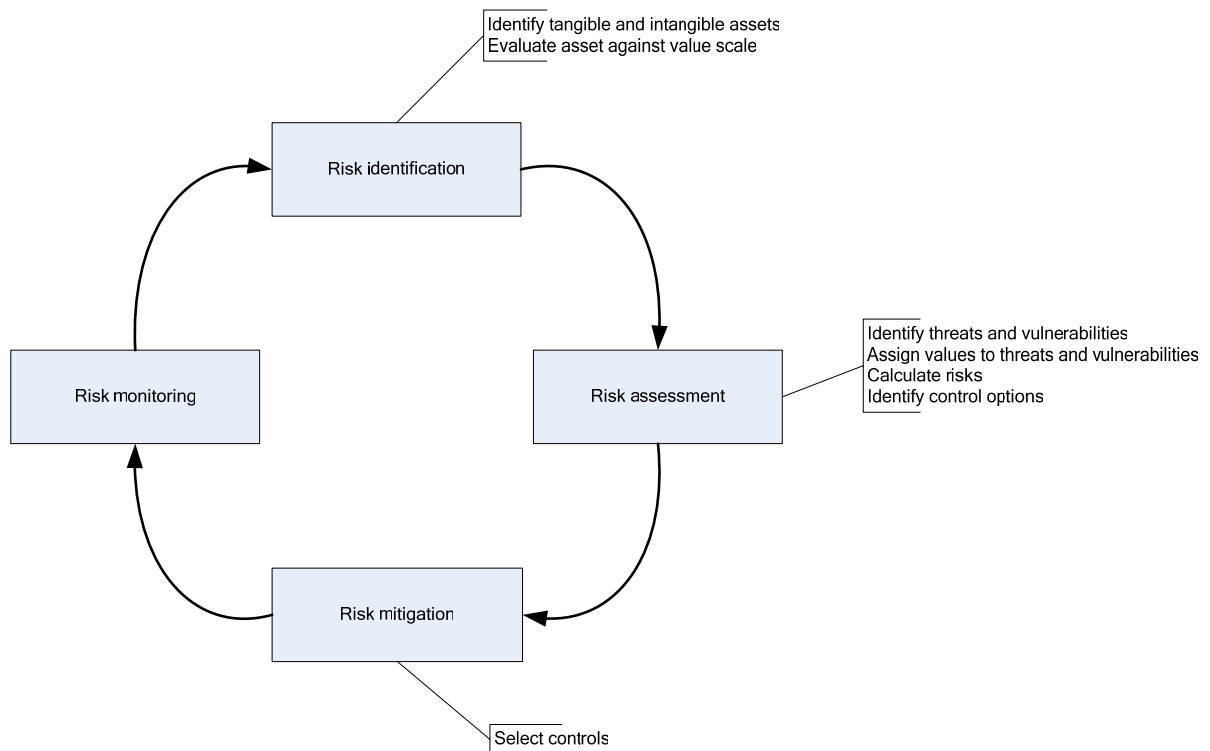 Identify tangible and intangible assets
Evaluate asset against value scale
Risk identification
Identify threats and vulnerabilities
Assign values to threats and vulnerabilities
Calculate risks
Identify control options
Risk monitoring
Risk assessment
Risk mitigation
Select controls